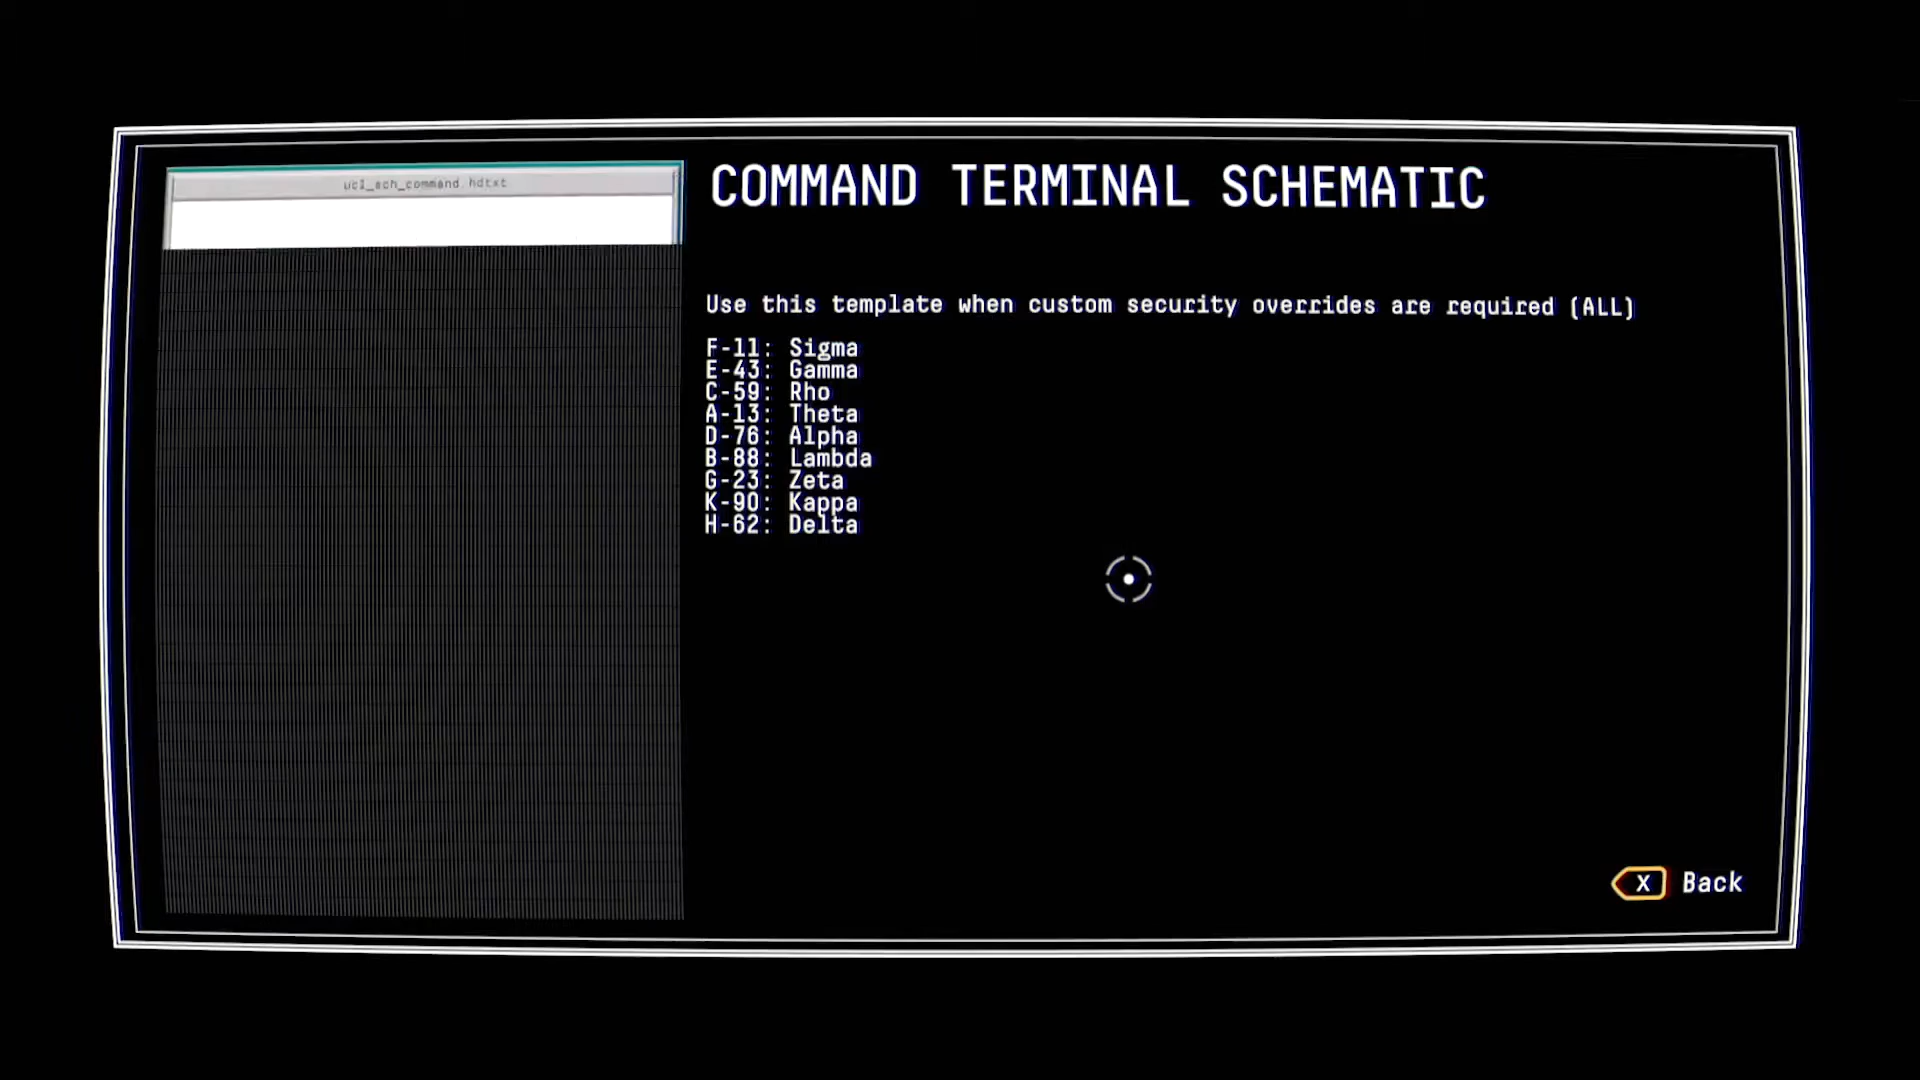 uc1_sch_command.hdtxt
COMMAND TERMINAL SCHEMATIC
Use this template when custom security overrides are required (ALL)
F-11: Sigma
E-43: Gamma
C-59: Rho
A-13: Theta
D-76: Alpha
B-88: Lambda
G-23: Zeta
K-90: Kappa
H-62: Delta
X Back